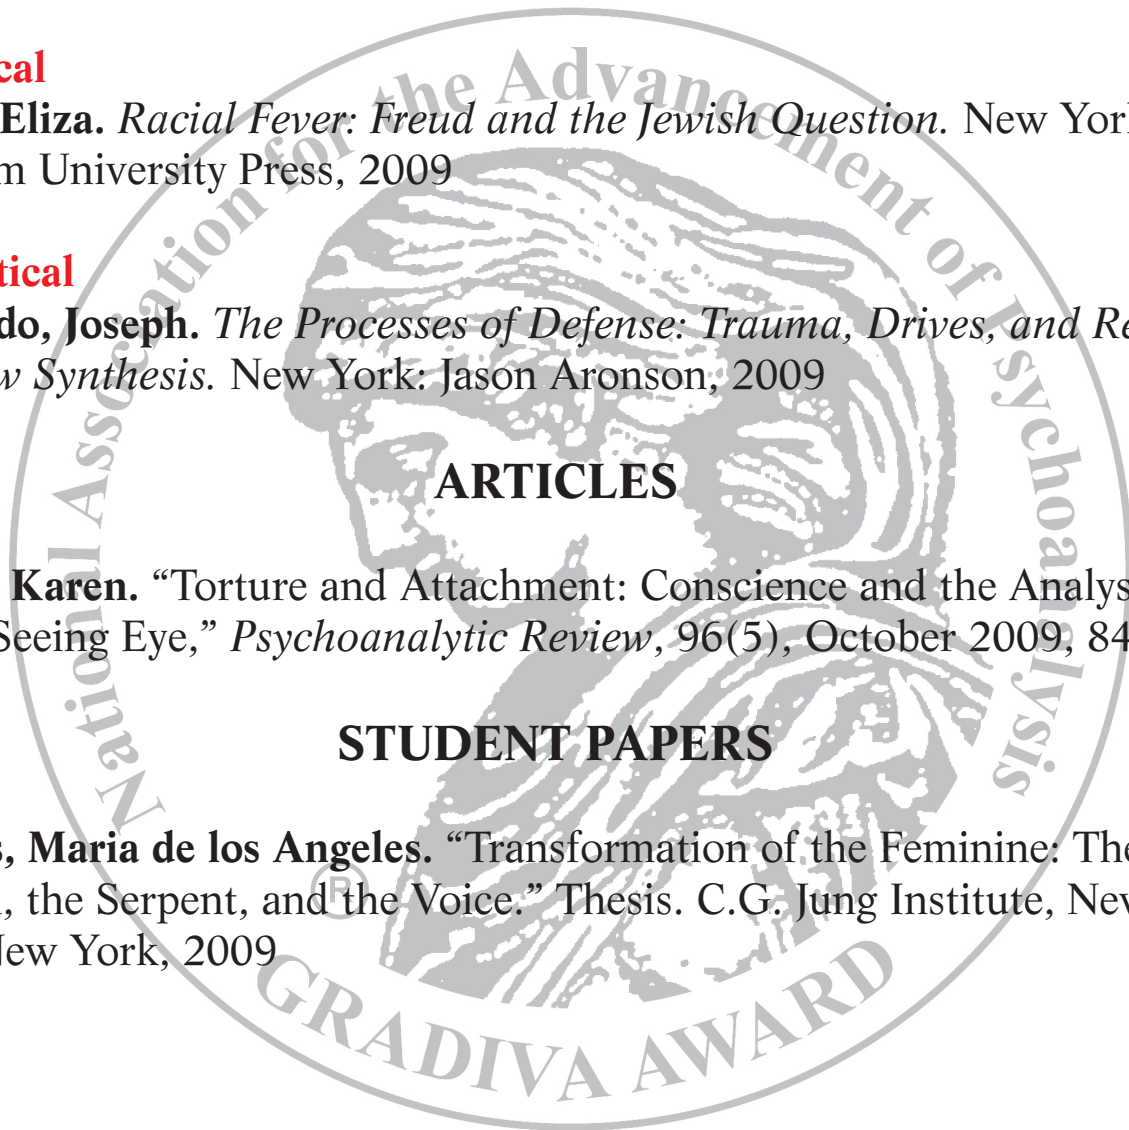 cal
Eliza. Racial Fever: Freud and the Jewish Question. New York
m University Press, 2009
tical
do, Joseph. The Processes of Defense: Trauma, Drives, and Re
w Synthesis. New York: Jason Aronson, 2009
ARTICLES
Karen. “Torture and Attachment: Conscience and the Analys
Seeing Eye,” Psychoanalytic Review, 96(5), October 2009, 84
STUDENT PAPERS
s, Maria de los Angeles. “Transformation of the Feminine: The
, the Serpent, and the Voice.” Thesis. C.G. Jung Institute, New
New York, 2009
National Association for the Advancement of Psychoanalysis
®
GRADIVA AWARD